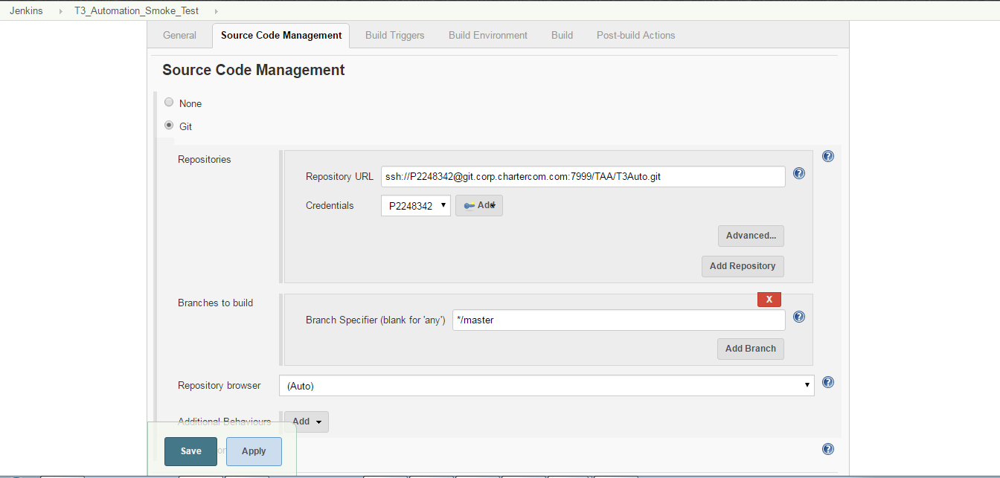 Jenkins T3_Automation_Smoke_Test
General Source Code Management Build Triggers Build Environment Build Post-build Actions
Source Code Management
None
Git
Repositories
Repository URL ssh://P2248342@git.corp.chartercom.com:7999/TAA/T3Auto.git
Credentials P2248342 Add
Advanced...
Add Repository
Branches to build X
Branch Specifier (blank for 'any') */master
Add Branch
Repository browser (Auto)
Additional Behaviours Add
Save Apply